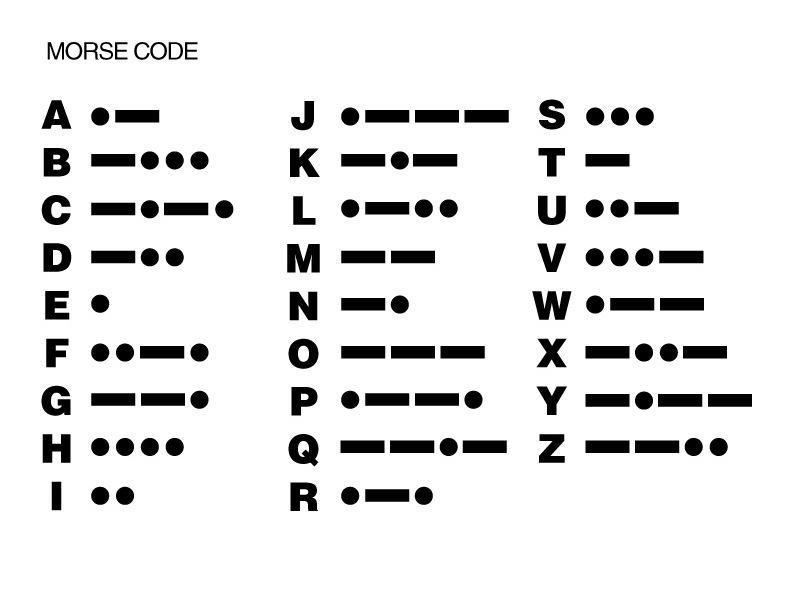 MORSE CODE
A ●▬
B ▬●●●
C ▬●▬●
D ▬●●
E ●
F ●●▬●
G ▬▬●
H ●●●●
I ●●
J ●▬▬▬
K ▬●▬
L ●▬●●
M ▬▬
N ▬●
O ▬▬▬
P ●▬▬●
Q ▬▬●▬
R ●▬●
S ●●●
T ▬
U ●●▬
V ●●●▬
W ●▬▬
X ▬●●▬
Y ▬●▬▬
Z ▬▬●●